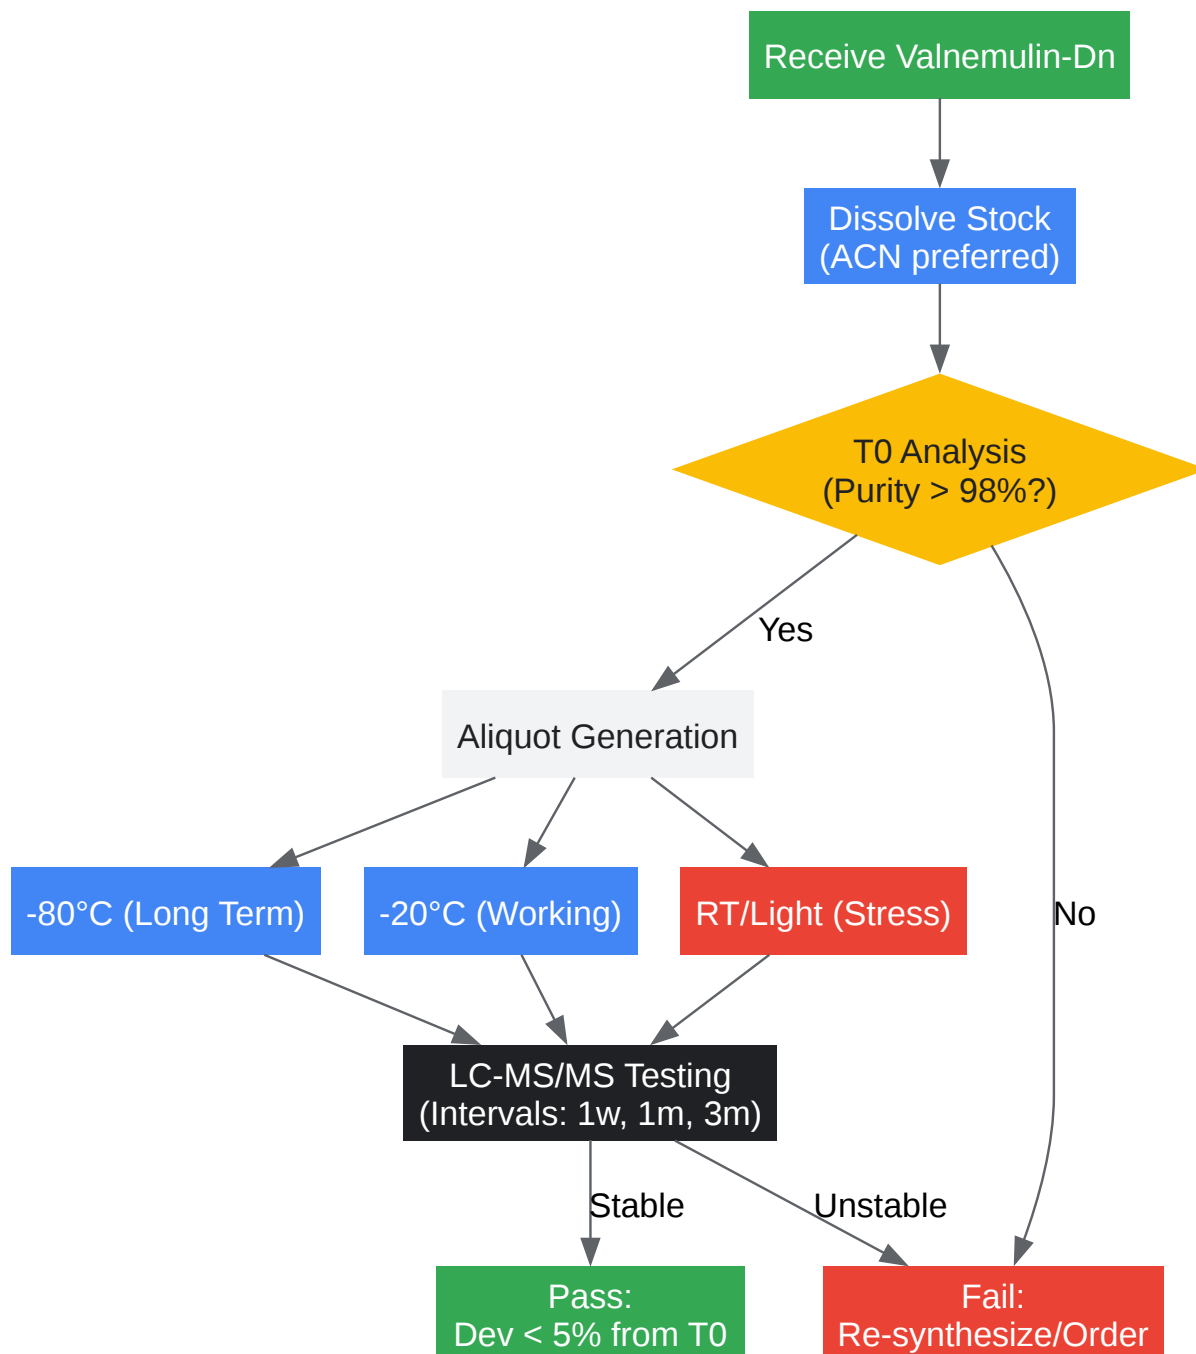 Receive Valnemulin-Dn
Dissolve Stock
(ACN preferred)
T0 Analysis
(Purity > 98%?)
Yes
Aliquot Generation
-80°C (Long Term)
-20°C (Working)
RT/Light (Stress)
No
LC-MS/MS Testing
(Intervals: 1w, 1m, 3m)
Stable
Unstable
Pass:
Dev < 5% from T0
Fail:
Re-synthesize/Order